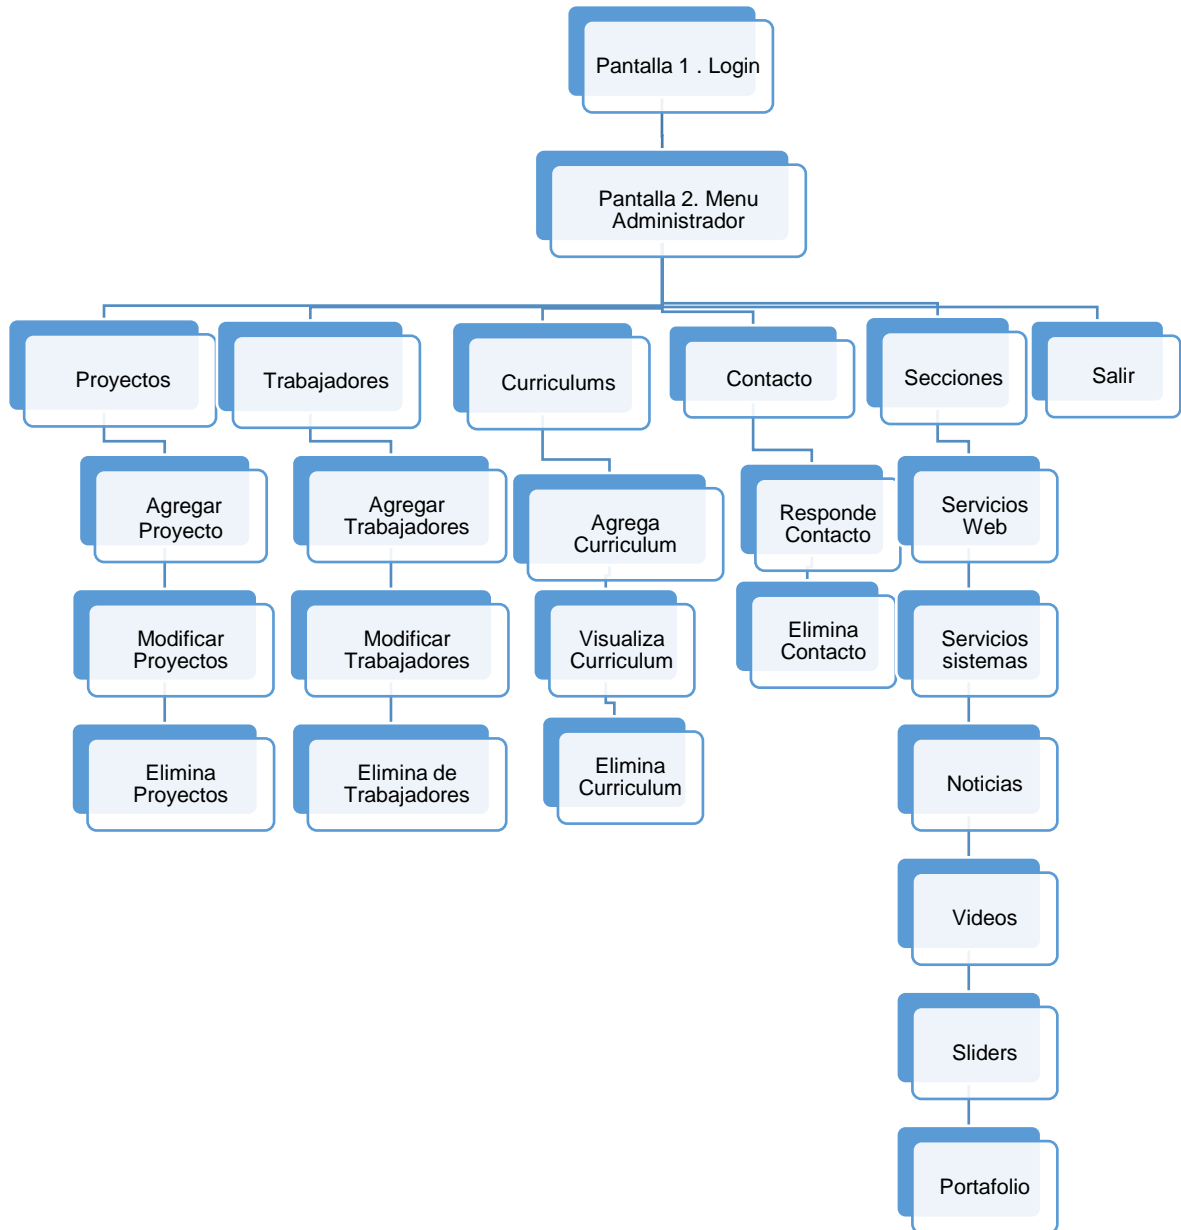 Pantalla 1 . Login
Pantalla 2. Menu
Administrador
Proyectos
Trabajadores
Curriculums
Contacto
Secciones
Salir
Agregar
Proyecto
Agregar
Trabajadores
Agrega
Curriculum
Responde
Contacto
Servicios
Web
Modificar
Proyectos
Modificar
Trabajadores
Visualiza
Curriculum
Elimina
Contacto
Servicios
sistemas
Elimina
Proyectos
Elimina de
Trabajadores
Elimina
Curriculum
Noticias
Videos
Sliders
Portafolio